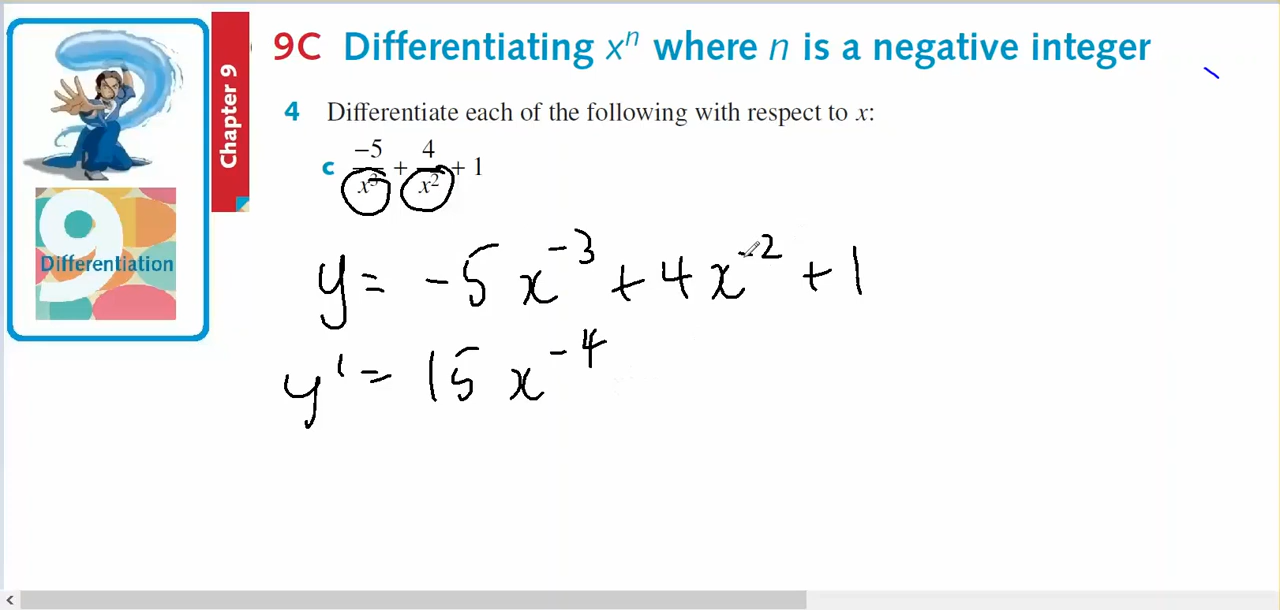 9C Differentiating xⁿ where n is a negative integer
Chapter 9
4 Differentiate each of the following with respect to x:
c -5/x³ + 4/x² + 1
9
Differentiation
y = -5x⁻³ + 4x⁻² + 1
y' = 15x⁻⁴